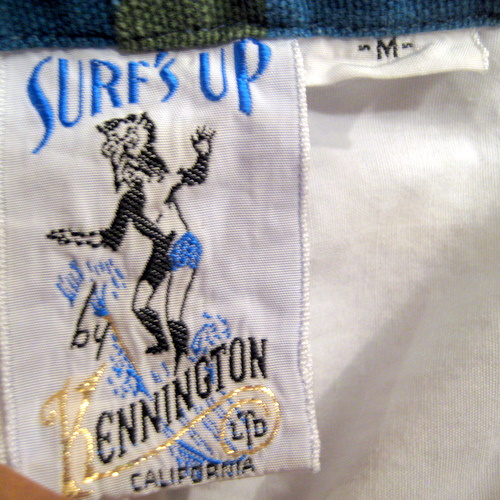 SURF'S UP
- M -
by
KENNINGTON
LTD
CALIFORNIA